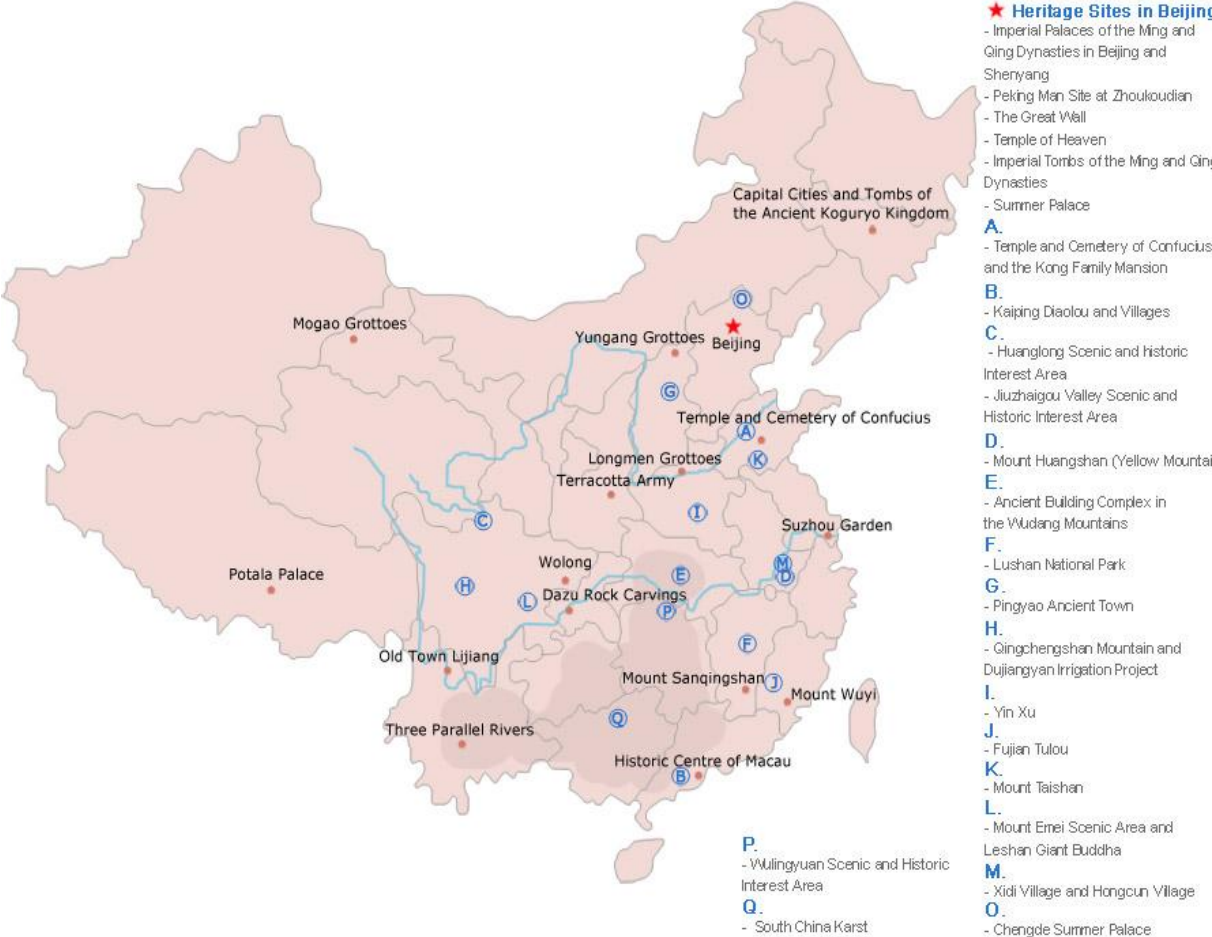 ★ Heritage Sites in Beijing
- Imperial Palaces of the Ming and
Qing Dynasties in Beijing and
Shenyang
- Peking Man Site at Zhoukoudian
- The Great Wall
- Temple of Heaven
- Imperial Tombs of the Ming and Qing
Dynasties
- Summer Palace
A.
- Temple and Cemetery of Confucius
and the Kong Family Mansion
B.
- Kaiping Diaolou and Villages
C.
- Huanglong Scenic and historic
Interest Area
- Jiuzhaigou Valley Scenic and
Historic Interest Area
D.
- Mount Huangshan (Yellow Mountai
E.
- Ancient Building Complex in
the Wudang Mountains
F.
- Lushan National Park
G.
- Pingyao Ancient Town
H.
- Qingchengshan Mountain and
Dujiangyan Irrigation Project
I.
- Yin Xu
J.
- Fujian Tulou
K.
- Mount Taishan
L.
- Mount Emei Scenic Area and
Leshan Giant Buddha
M.
- Xidi Village and Hongcun Village
O.
- Chengde Summer Palace
P.
- Wulingyuan Scenic and Historic
Interest Area
Q.
- South China Karst
Capital Cities and Tombs of
the Ancient Koguryo Kingdom
O
Mogao Grottoes
Yungang Grottoes
Beijing
G
Temple and Cemetery of Confucius
A
Longmen Grottoes
K
Terracotta Army
C
I
Suzhou Garden
Wolong
M
Potala Palace
E
D
H
Dazu Rock Carvings
L
P
F
Old Town Lijiang
Mount Sanqingshan
J
Mount Wuyi
Q
Three Parallel Rivers
Historic Centre of Macau
B